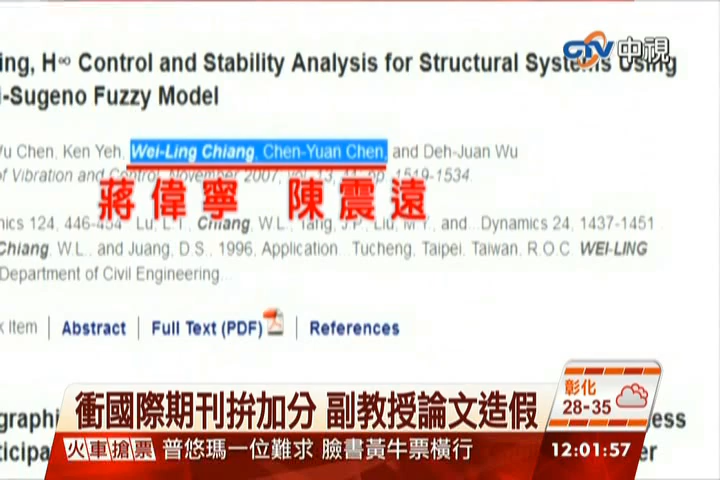 CTV中視
ing, H∞ Control and Stability Analysis for Structural Systems Using
i-Sugeno Fuzzy Model
Chen, Ken Yeh, Wei-Ling Chiang, Chen-Yuan Chen, and Deh-Juan Wu
of Vibration and Control, November 2007; vol. 13, 11: pp. 1519-1534.
蔣偉寧 陳震遠
mics 124, 446-454 Lu, L.T., Chiang, W.L., Tang, J.P., Liu, M.Y., and...Dynamics 24, 1437-1451
Chiang, W.L., and Juang, D.S., 1996, Application...Tucheng, Taipei, Taiwan, R.O.C. WEI-LING
Department of Civil Engineering...
Item | Abstract | Full Text (PDF) | References
彰化
28-35
衝國際期刊拚加分 副教授論文造假
火車搶票 普悠瑪一位難求 臉書黃牛票橫行
12:01:57